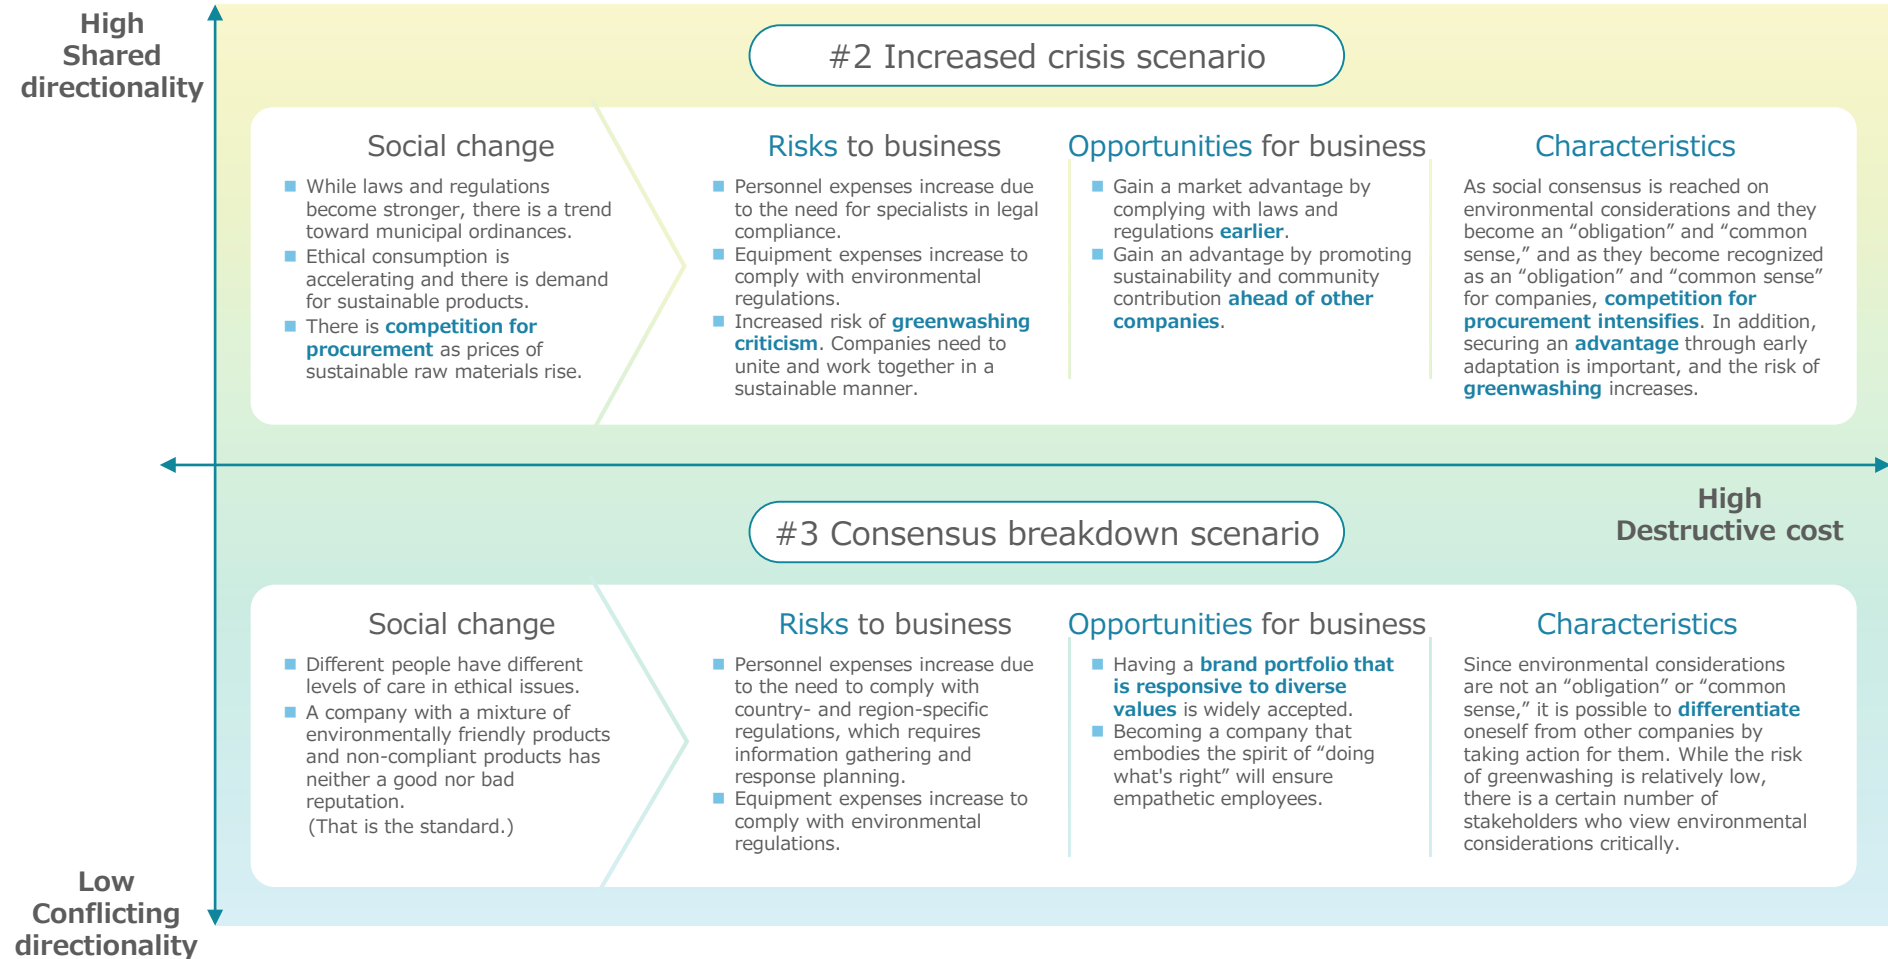 High
Shared
directionality
#2 Increased crisis scenario
Social change
■ While laws and regulations
become stronger, there is a trend
toward municipal ordinances.
■ Ethical consumption is
accelerating and there is demand
for sustainable products.
■ There is competition for
procurement as prices of
sustainable raw materials rise.
Risks to business
■ Personnel expenses increase due
to the need for specialists in legal
compliance.
■ Equipment expenses increase to
comply with environmental
regulations.
■ Increased risk of greenwashing
criticism. Companies need to
unite and work together in a
sustainable manner.
Opportunities for business
■ Gain a market advantage by
complying with laws and
regulations earlier.
■ Gain an advantage by promoting
sustainability and community
contribution ahead of other
companies.
Characteristics
As social consensus is reached on
environmental considerations and they
become an “obligation” and “common
sense,” and as they become recognized
as an “obligation” and “common sense”
for companies, competition for
procurement intensifies. In addition,
securing an advantage through early
adaptation is important, and the risk of
greenwashing increases.
High
Destructive cost
#3 Consensus breakdown scenario
Social change
■ Different people have different
levels of care in ethical issues.
■ A company with a mixture of
environmentally friendly products
and non-compliant products has
neither a good nor bad
reputation.
(That is the standard.)
Risks to business
■ Personnel expenses increase due
to the need to comply with
country- and region-specific
regulations, which requires
information gathering and
response planning.
■ Equipment expenses increase to
comply with environmental
regulations.
Opportunities for business
■ Having a brand portfolio that
is responsive to diverse
values is widely accepted.
■ Becoming a company that
embodies the spirit of “doing
what's right” will ensure
empathetic employees.
Characteristics
Since environmental considerations
are not an “obligation” or “common
sense,” it is possible to differentiate
oneself from other companies by
taking action for them. While the risk
of greenwashing is relatively low,
there is a certain number of
stakeholders who view environmental
considerations critically.
Low
Conflicting
directionality